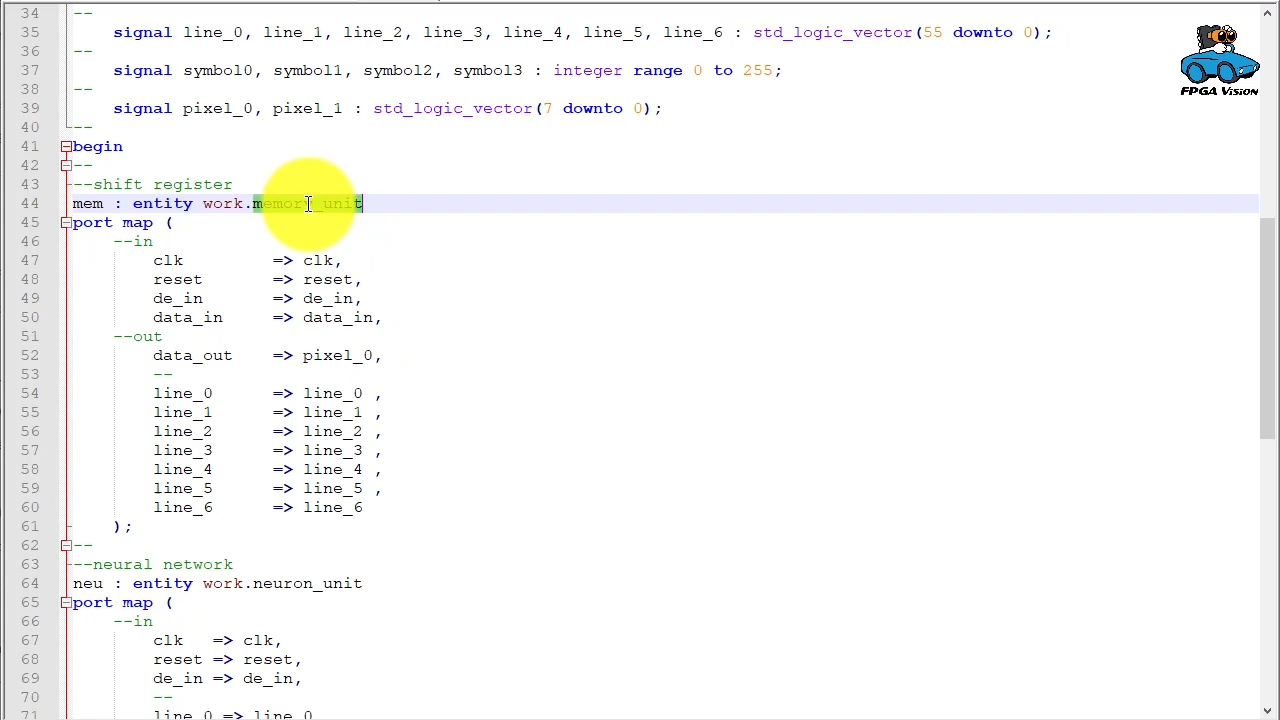 34 --
35 signal line_0, line_1, line_2, line_3, line_4, line_5, line_6 : std_logic_vector(55 downto 0);
36 --
37 signal symbol0, symbol1, symbol2, symbol3 : integer range 0 to 255;
38 --
39 signal pixel_0, pixel_1 : std_logic_vector(7 downto 0);
40 --
FPGA Vision
41 begin
42 --
43 ---shift register
44 mem : entity work.memory_unit
45 port map (
46 --in
47 clk => clk,
48 reset => reset,
49 de_in => de_in,
50 data_in => data_in,
51 --out
52 data_out => pixel_0,
53 --
54 line_0 => line_0 ,
55 line_1 => line_1 ,
56 line_2 => line_2 ,
57 line_3 => line_3 ,
58 line_4 => line_4 ,
59 line_5 => line_5 ,
60 line_6 => line_6
61 );
62 --
63 ---neural network
64 neu : entity work.neuron_unit
65 port map (
66 --in
67 clk => clk,
68 reset => reset,
69 de_in => de_in,
70 --
71 line_0 => line_0